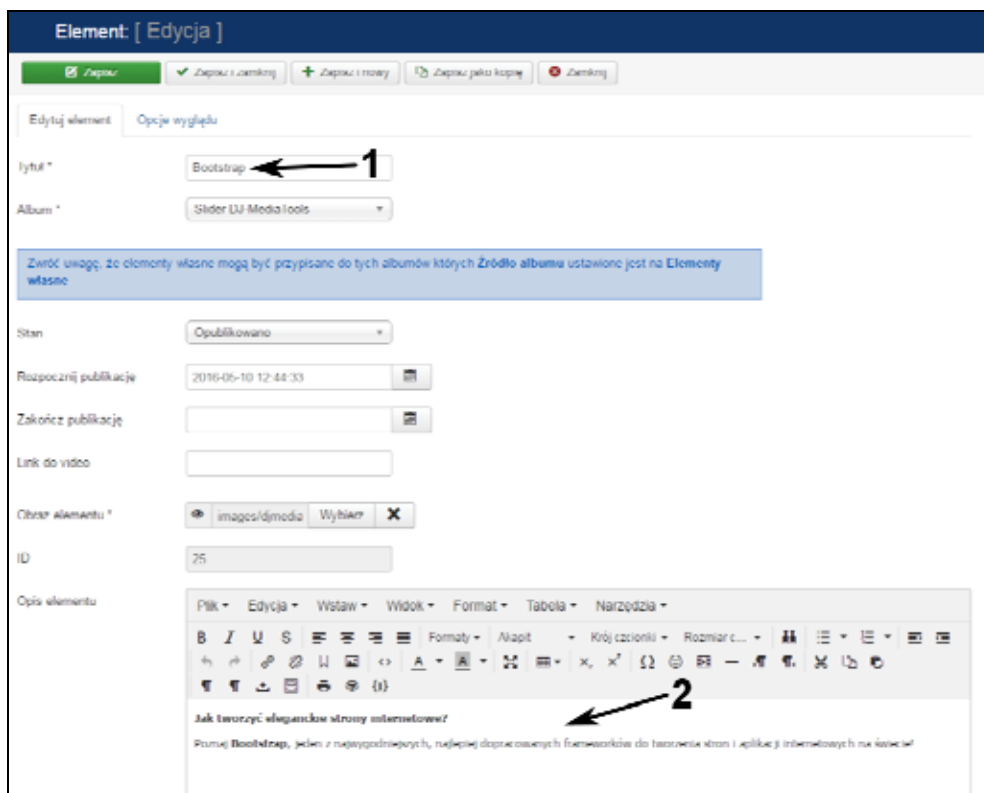 Element: [ Edycja ]
Zapisz
Zapisz i zamknij
Zapisz i nowy
Zapisz jako kopię
Zamknij
Edytuj element
Opcje wyglądu
Tytuł *
Bootstrap
1
Album *
Slider DJ-MediaTools
Zwróć uwagę, że elementy własne mogą być przypisane do tych albumów których Źródło albumu ustawione jest na Elementy
własne
Stan
Opublikowano
Rozpocznij publikację
2016-05-10 12:44:33
Zakończ publikację
Link do video
Obraz elementu *
images/djmedia
Wybierz
ID
25
Opis elementu
Plik
Edycja
Wstaw
Widok
Format
Tabela
Narzędzia
B I U S
Formaty
Akapit
Krój czcionki
Rozmiar c...
2
Jak tworzyć eleganckie strony internetowe?
Poznaj Bootstrap, jeden z najwygodniejszych, najlepiej dopracowanych frameworków do tworzenia stron i aplikacji internetowych na świecie!